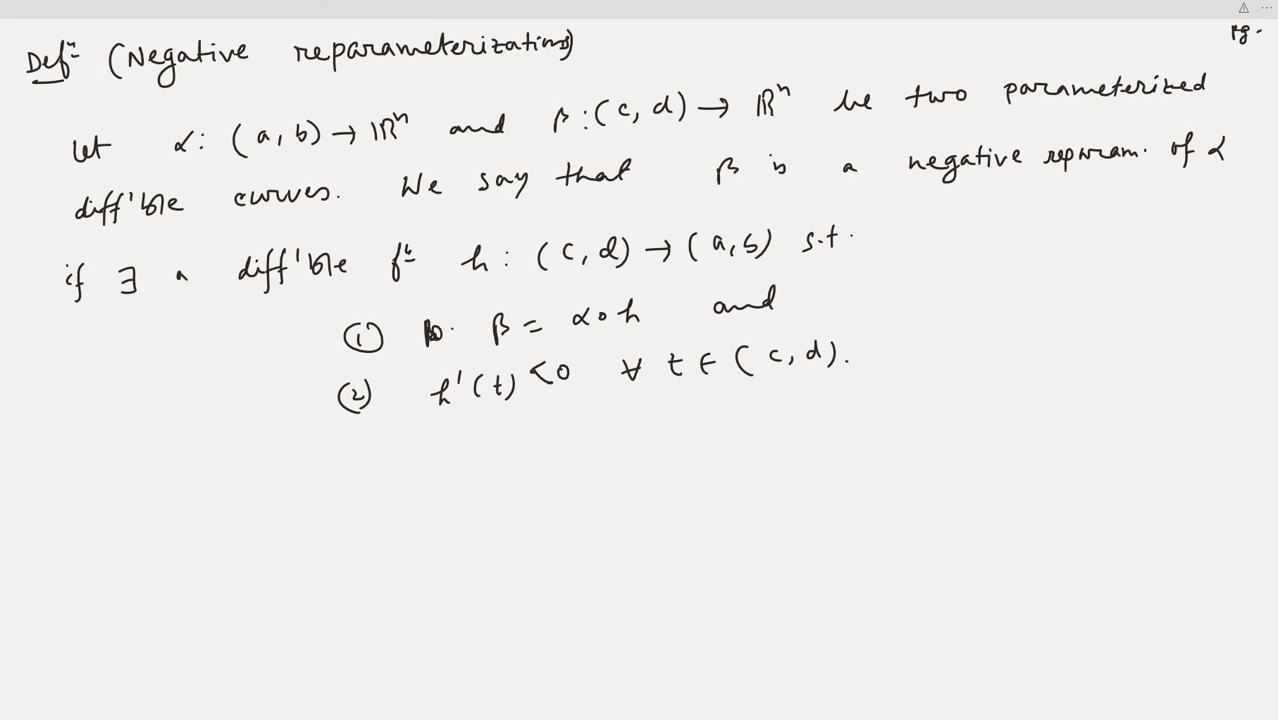 Pg.
Defⁿ (Negative reparameterizations)
Let α: (a, b) → ℝⁿ and β: (c, d) → ℝⁿ be two parameterized
diff'ble curves. We say that β is a negative reparam. of α
if ∃ a diff'ble fⁿ h: (c, d) → (a, b) s.t.
① β = α∘h and
② h'(t) < 0 ∀ t ∈ (c, d).